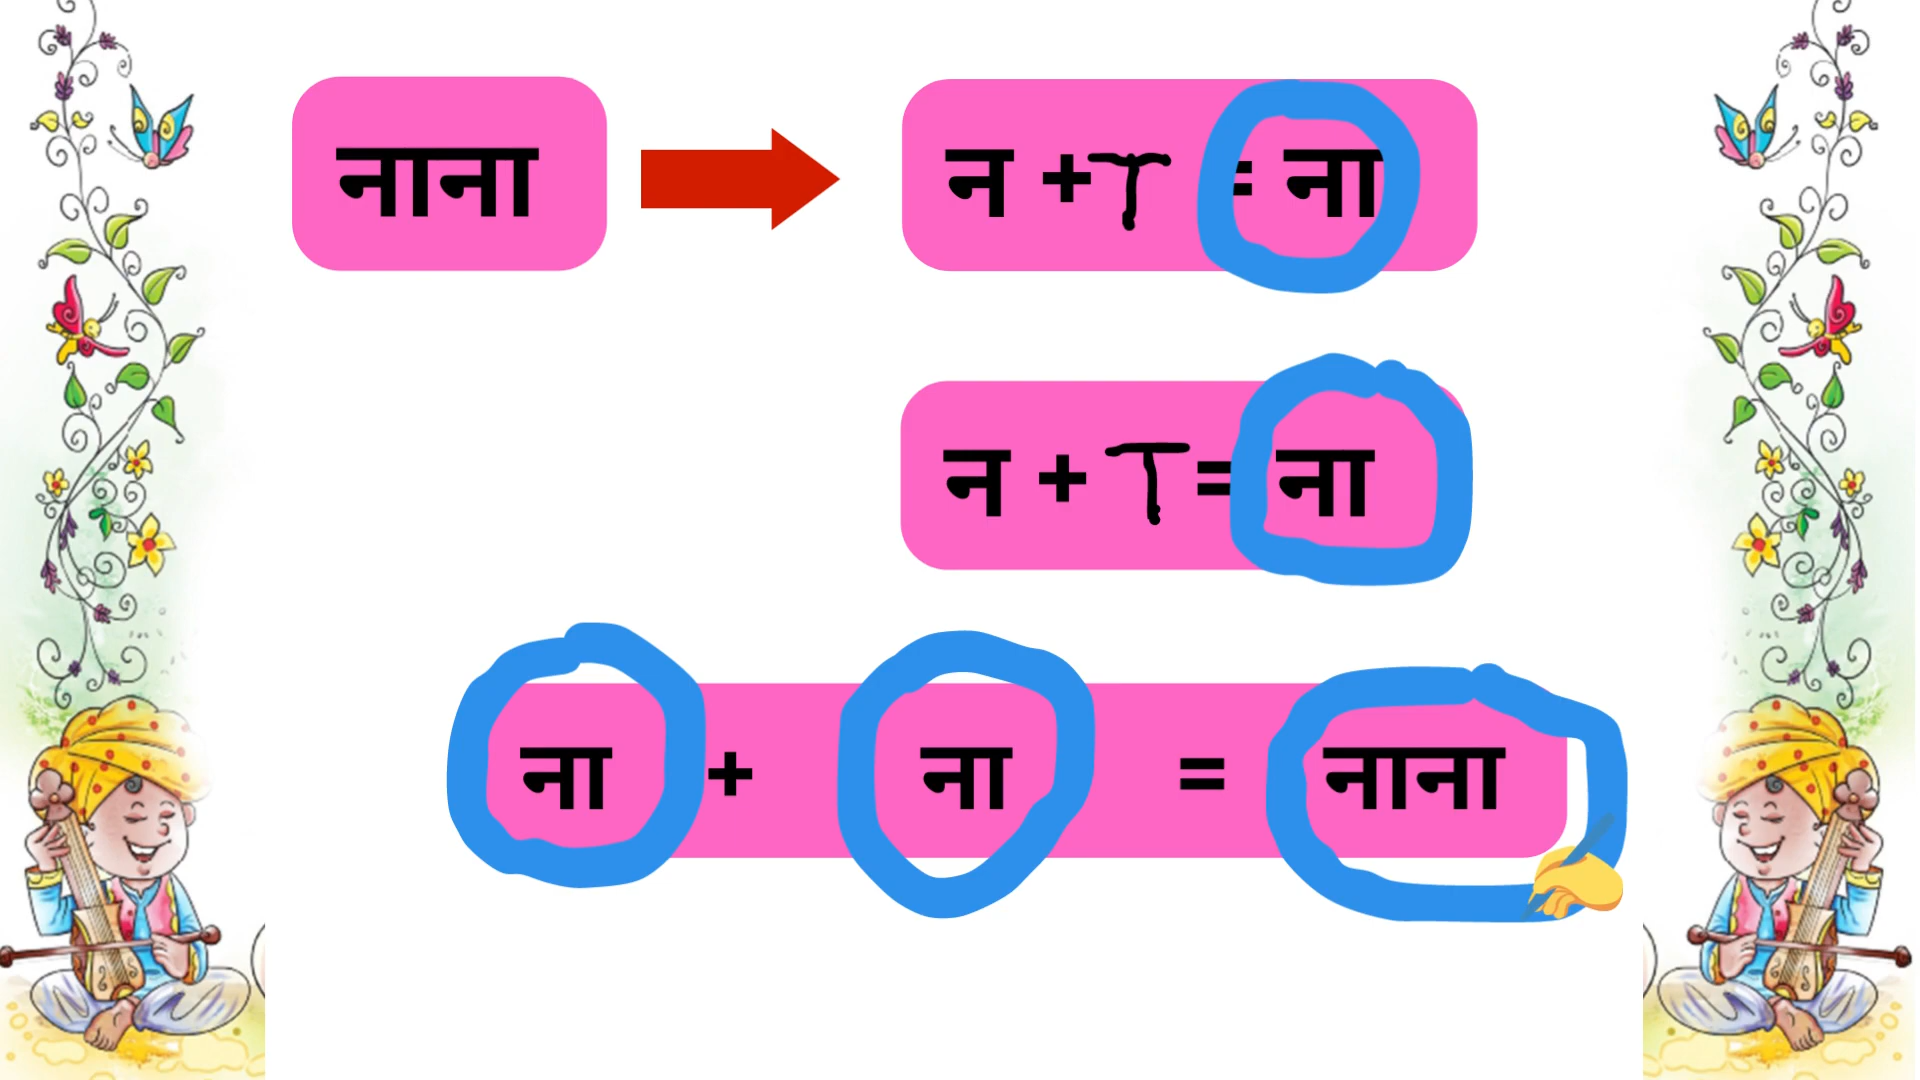 नाना न + ा = ना
न + ा = ना
ना + ना = नाना